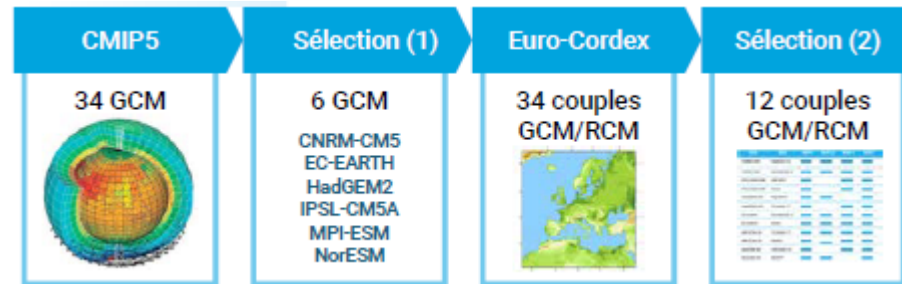 CMIP5
Sélection (1)
Euro-Cordex
Sélection (2)
34 GCM
6 GCM
CNRM-CM5
EC-EARTH
HadGEM2
IPSL-CM5A
MPI-ESM
NorESM
34 couples
GCM/RCM
12 couples
GCM/RCM